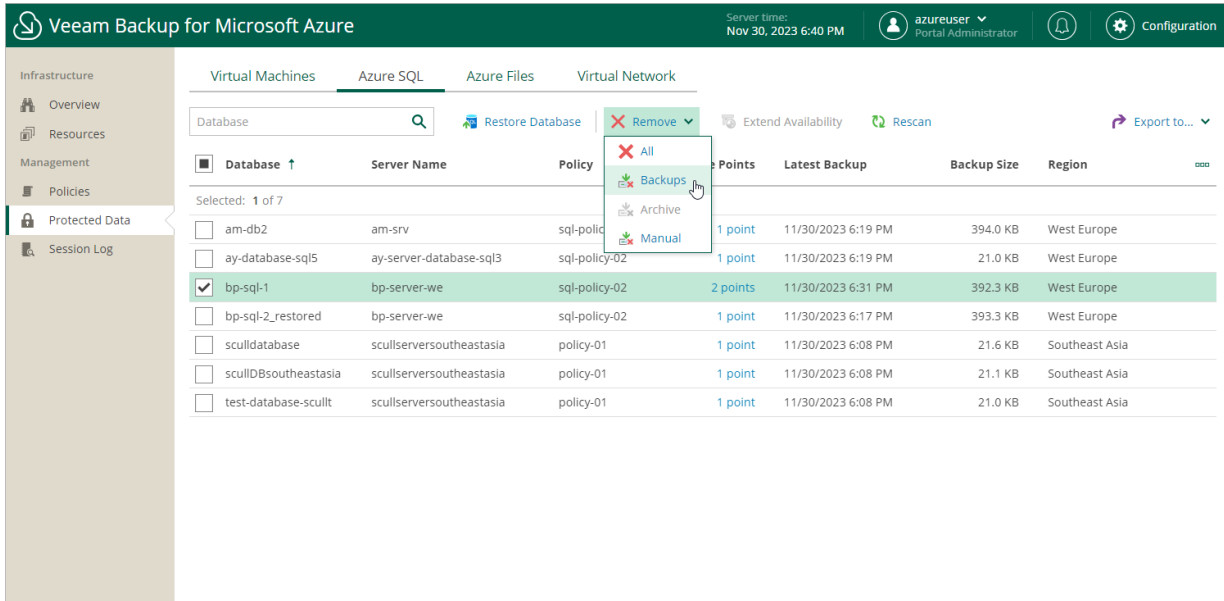 Veeam Backup for Microsoft Azure
Server time:
Nov 30, 2023 6:40 PM
azureuser
Portal Administrator
Configuration
Infrastructure
Overview
Resources
Management
Policies
Protected Data
Session Log
Virtual Machines Azure SQL Azure Files Virtual Network
Database Restore Database Remove Extend Availability Rescan Export to...
All
Backups
Archive
Manual
Database Server Name Policy e Points Latest Backup Backup Size Region
Selected: 1 of 7
am-db2 am-srv sql-polic 1 point 11/30/2023 6:19 PM 394.0 KB West Europe
ay-database-sql5 ay-server-database-sql3 sql-policy-02 1 point 11/30/2023 6:19 PM 21.0 KB West Europe
bp-sql-1 bp-server-we sql-policy-02 2 points 11/30/2023 6:31 PM 392.3 KB West Europe
bp-sql-2_restored bp-server-we sql-policy-02 1 point 11/30/2023 6:17 PM 393.3 KB West Europe
sculldatabase scullserversoutheastasia policy-01 1 point 11/30/2023 6:08 PM 21.6 KB Southeast Asia
scullDBsoutheastasia scullserversoutheastasia policy-01 1 point 11/30/2023 6:08 PM 21.1 KB Southeast Asia
test-database-scullt scullserversoutheastasia policy-01 1 point 11/30/2023 6:08 PM 21.0 KB Southeast Asia